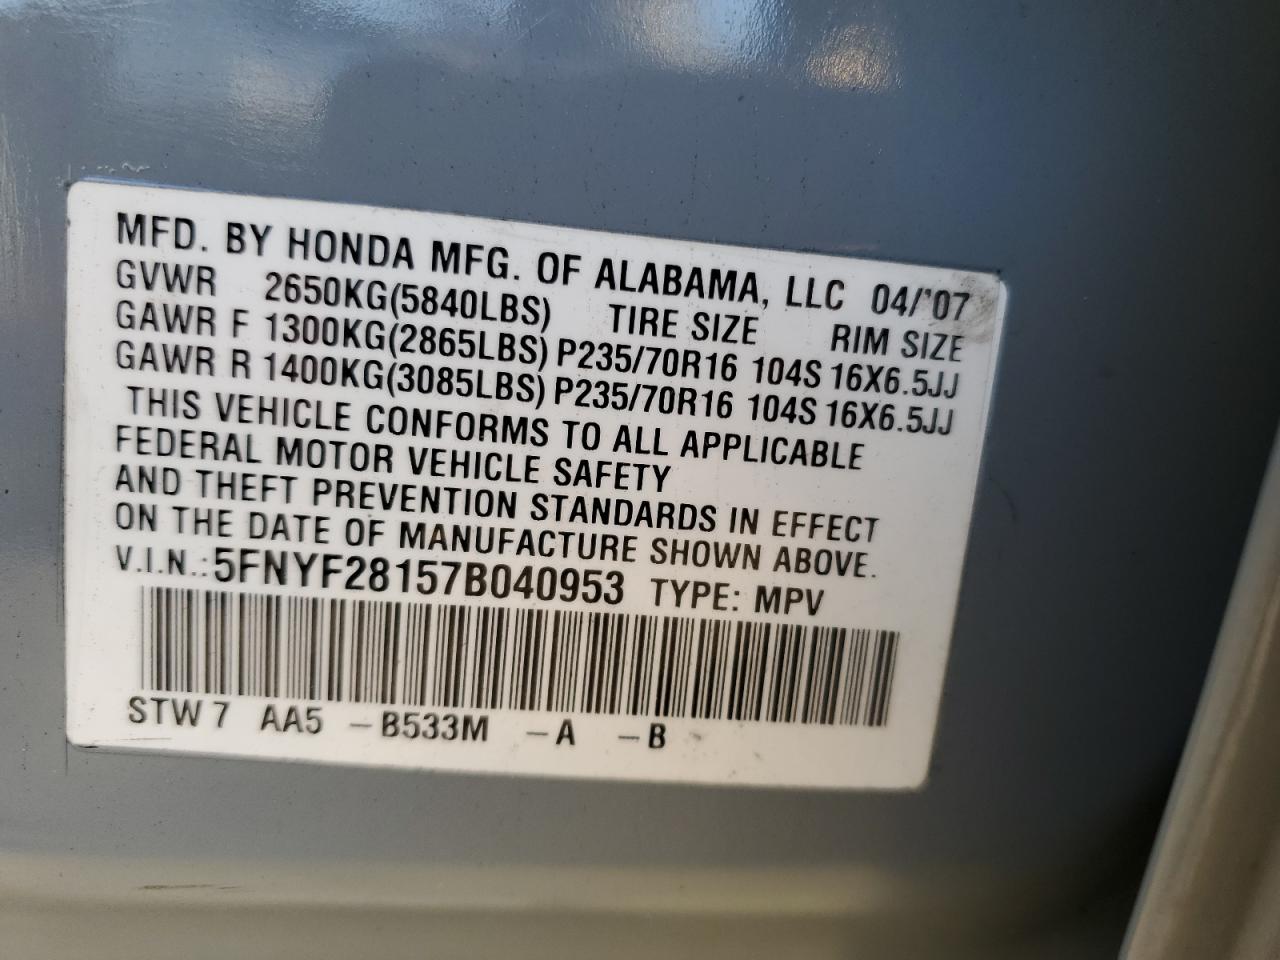 MFD. BY HONDA MFG. OF ALABAMA, LLC 04/'07
GVWR 2650KG(5840LBS) TIRE SIZE RIM SIZE
GAWR F 1300KG(2865LBS) P235/70R16 104S 16X6.5JJ
GAWR R 1400KG(3085LBS) P235/70R16 104S 16X6.5JJ
THIS VEHICLE CONFORMS TO ALL APPLICABLE
FEDERAL MOTOR VEHICLE SAFETY
AND THEFT PREVENTION STANDARDS IN EFFECT
ON THE DATE OF MANUFACTURE SHOWN ABOVE.
V.I.N.: 5FNYF28157B040953 TYPE: MPV
STW7 AA5 -B533M -A -B